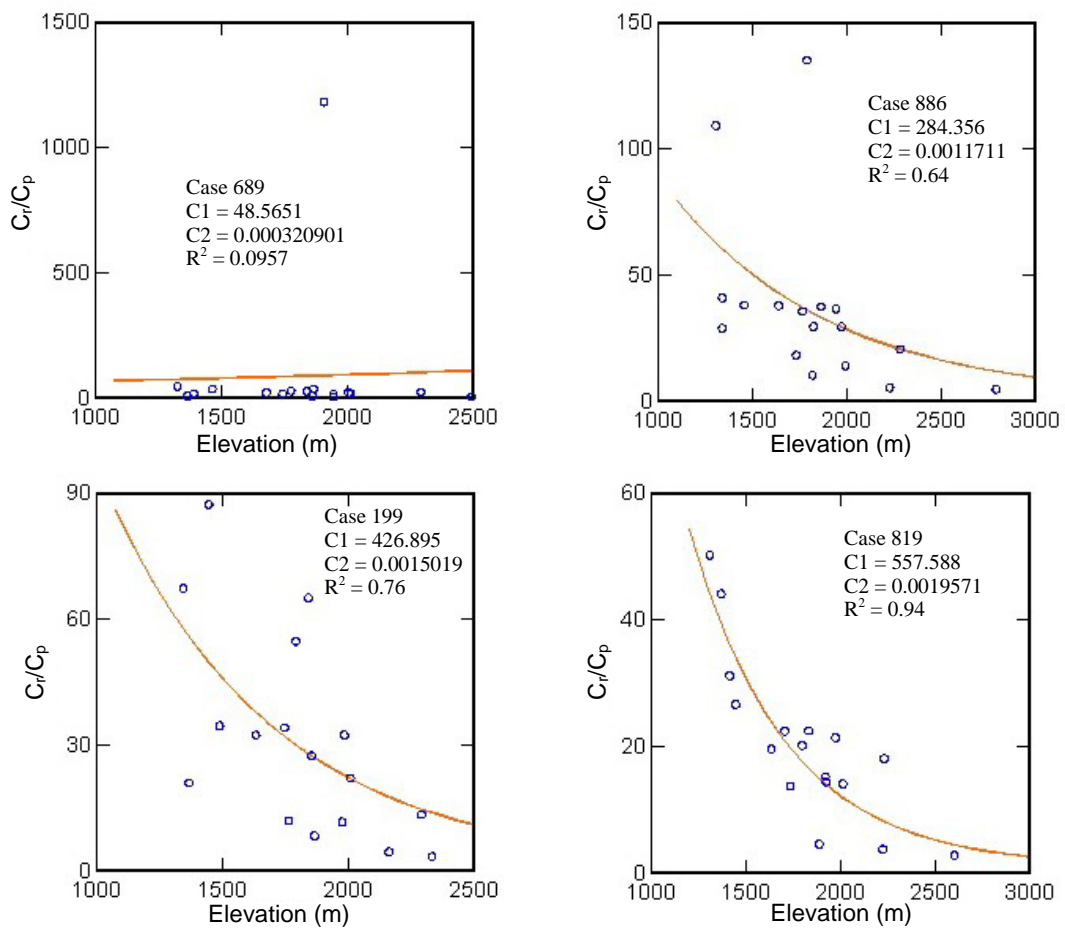 1500
1000
500
0
Cr/Cp
Case 689
C1 = 48.5651
C2 = 0.000320901
R² = 0.0957
1000 1500 2000 2500
Elevation (m)
150
100
50
0
Cr/Cp
Case 886
C1 = 284.356
C2 = 0.0011711
R² = 0.64
1000 1500 2000 2500 3000
Elevation (m)
90
60
30
0
Cr/Cp
Case 199
C1 = 426.895
C2 = 0.0015019
R² = 0.76
1000 1500 2000 2500
Elevation (m)
60
40
20
0
Cr/Cp
Case 819
C1 = 557.588
C2 = 0.0019571
R² = 0.94
1000 1500 2000 2500 3000
Elevation (m)